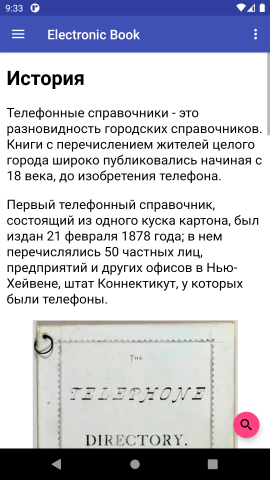 9:33
Electronic Book
История
Телефонные справочники - это
разновидность городских справочников.
Книги с перечислением жителей целого
города широко публиковались начиная с
18 века, до изобретения телефона.
Первый телефонный справочник,
состоящий из одного куска картона, был
издан 21 февраля 1878 года; в нем
перечислялись 50 частных лиц,
предприятий и других офисов в Нью-
Хейвене, штат Коннектикут, у которых
были телефоны.
THE
TELEPHONE
DIRECTORY.